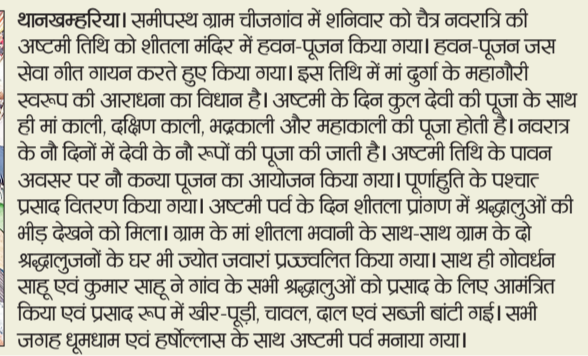 थानखम्हरिया। समीपस्थ ग्राम चीजगांव में शनिवार को चैत्र नवरात्रि की
अष्टमी तिथि को शीतला मंदिर में हवन-पूजन किया गया। हवन-पूजन जस
सेवा गीत गायन करते हुए किया गया। इस तिथि में मां दुर्गा के महागौरी
स्वरूप की आराधना का विधान है। अष्टमी के दिन कुल देवी की पूजा के साथ
ही मां काली, दक्षिण काली, भद्रकाली और महाकाली की पूजा होती है। नवरात्र
के नौ दिनों में देवी के नौ रूपों की पूजा की जाती है। अष्टमी तिथि के पावन
अवसर पर नौ कन्या पूजन का आयोजन किया गया। पूर्णाहुति के पश्चात
प्रसाद वितरण किया गया। अष्टमी पर्व के दिन शीतला प्रांगण में श्रद्धालुओं की
भीड़ देखने को मिला। ग्राम के मां शीतला भवानी के साथ-साथ ग्राम के दो
श्रद्धालुजनों के घर भी ज्योत जवारां प्रज्ज्वलित किया गया। साथ ही गोवर्धन
साहू एवं कुमार साहू ने गांव के सभी श्रद्धालुओं को प्रसाद के लिए आमंत्रित
किया एवं प्रसाद रूप में खीर-पूड़ी, चावल, दाल एवं सब्जी बांटी गई। सभी
जगह धूमधाम एवं हर्षोल्लास के साथ अष्टमी पर्व मनाया गया।